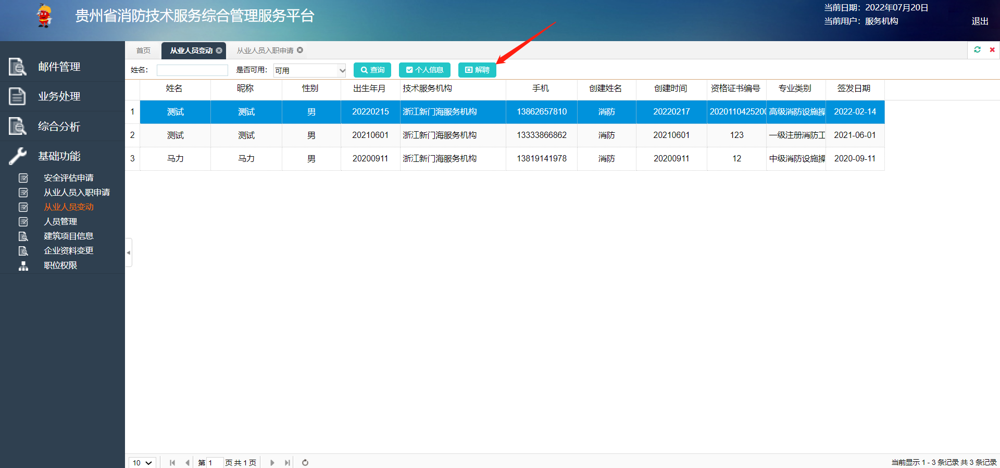 贵州省消防技术服务综合管理服务平台
当前日期：2022年07月20日
当前用户：服务机构
退出
邮件管理
业务处理
综合分析
基础功能
安全评估申请
从业人员入职申请
从业人员变动
人员管理
建筑项目信息
企业资料变更
职位权限
首页 从业人员变动 从业人员入职申请
姓名： 是否可用： 可用 查询 个人信息 解聘
姓名 昵称 性别 出生年月 技术服务机构 手机 创建姓名 创建时间 资格证书编号 专业类别 签发日期
1 测试 测试 男 20220215 浙江新门海服务机构 13862657810 消防 20220217 2020110425200 高级消防设施操 2022-02-14
2 测试 测试 男 20210601 浙江新门海服务机构 13333866862 消防 20210601 123 一级注册消防工 2021-06-01
3 马力 马力 男 20200911 浙江新门海服务机构 13819141978 消防 20200911 12 中级消防设施操 2020-09-11
10 第 1 页 共 1 页 当前显示 1 - 3 条记录 共 3 条记录